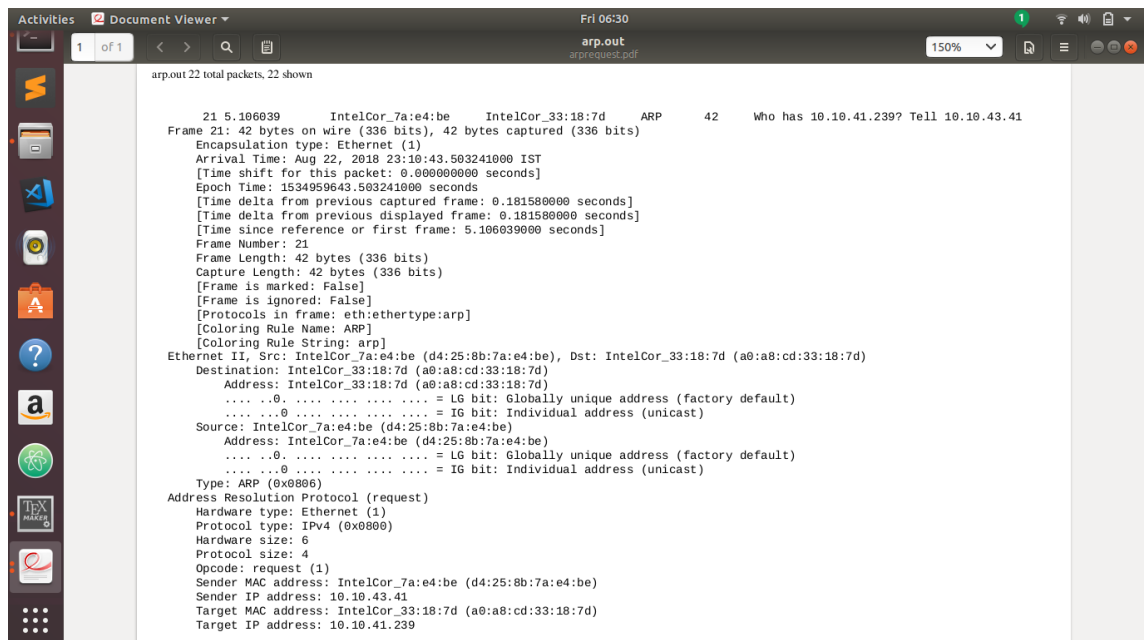 Activities Document Viewer Fri 06:30 1
1 of 1 arp.out 150%
arprequest.pdf
arp.out 22 total packets, 22 shown
21 5.106039 IntelCor_7a:e4:be IntelCor_33:18:7d ARP 42 Who has 10.10.41.239? Tell 10.10.43.41
Frame 21: 42 bytes on wire (336 bits), 42 bytes captured (336 bits)
Encapsulation type: Ethernet (1)
Arrival Time: Aug 22, 2018 23:10:43.503241000 IST
[Time shift for this packet: 0.000000000 seconds]
Epoch Time: 1534959643.503241000 seconds
[Time delta from previous captured frame: 0.181580000 seconds]
[Time delta from previous displayed frame: 0.181580000 seconds]
[Time since reference or first frame: 5.106039000 seconds]
Frame Number: 21
Frame Length: 42 bytes (336 bits)
Capture Length: 42 bytes (336 bits)
[Frame is marked: False]
[Frame is ignored: False]
[Protocols in frame: eth:ethertype:arp]
[Coloring Rule Name: ARP]
[Coloring Rule String: arp]
Ethernet II, Src: IntelCor_7a:e4:be (d4:25:8b:7a:e4:be), Dst: IntelCor_33:18:7d (a0:a8:cd:33:18:7d)
Destination: IntelCor_33:18:7d (a0:a8:cd:33:18:7d)
Address: IntelCor_33:18:7d (a0:a8:cd:33:18:7d)
.... ..0. .... .... .... .... = LG bit: Globally unique address (factory default)
.... ...0 .... .... .... .... = IG bit: Individual address (unicast)
Source: IntelCor_7a:e4:be (d4:25:8b:7a:e4:be)
Address: IntelCor_7a:e4:be (d4:25:8b:7a:e4:be)
.... ..0. .... .... .... .... = LG bit: Globally unique address (factory default)
.... ...0 .... .... .... .... = IG bit: Individual address (unicast)
Type: ARP (0x0806)
Address Resolution Protocol (request)
Hardware type: Ethernet (1)
Protocol type: IPv4 (0x0800)
Hardware size: 6
Protocol size: 4
Opcode: request (1)
Sender MAC address: IntelCor_7a:e4:be (d4:25:8b:7a:e4:be)
Sender IP address: 10.10.43.41
Target MAC address: IntelCor_33:18:7d (a0:a8:cd:33:18:7d)
Target IP address: 10.10.41.239
a
TEX
MAKER